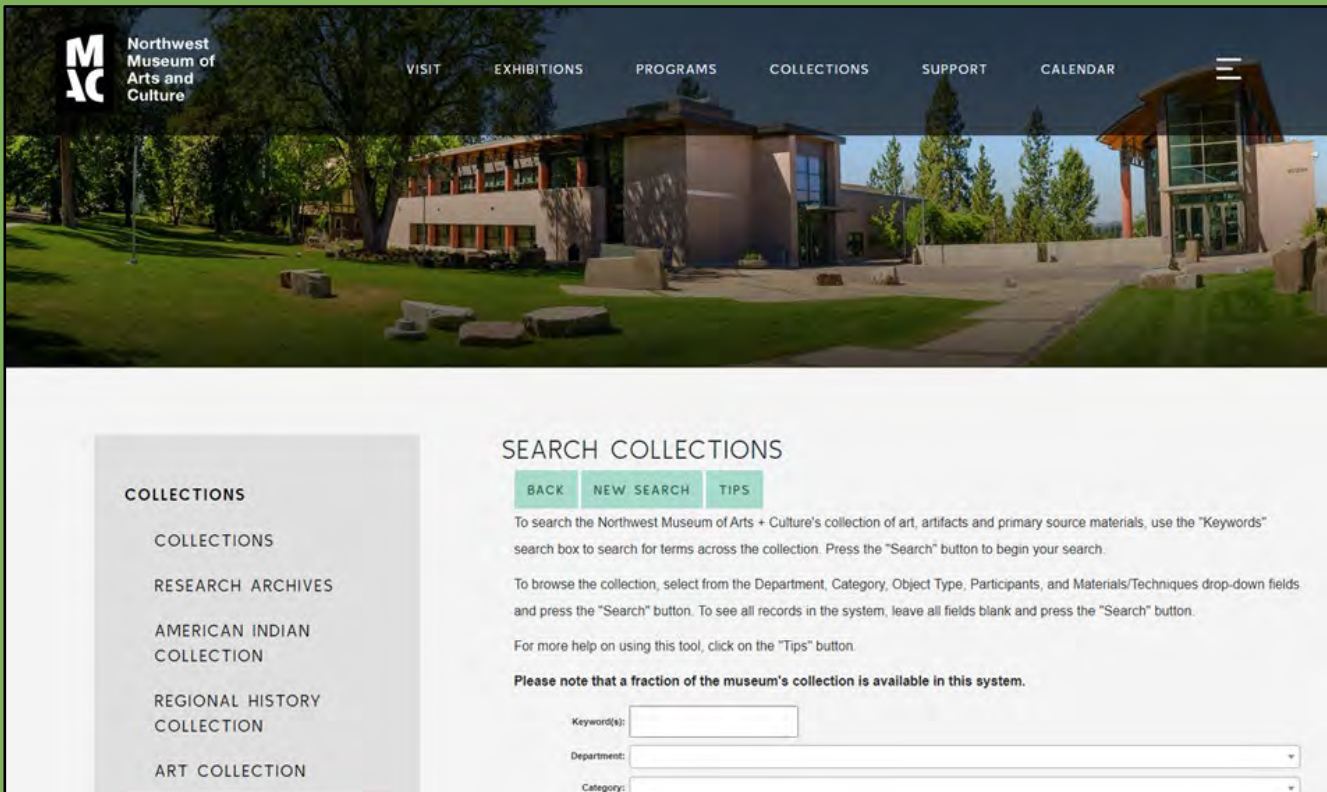 Northwest
Museum of
Arts and
Culture
MAC
VISIT EXHIBITIONS PROGRAMS COLLECTIONS SUPPORT CALENDAR
COLLECTIONS
COLLECTIONS
RESEARCH ARCHIVES
AMERICAN INDIAN
COLLECTION
REGIONAL HISTORY
COLLECTION
ART COLLECTION
SEARCH COLLECTIONS
BACK NEW SEARCH TIPS
To search the Northwest Museum of Arts + Culture's collection of art, artifacts and primary source materials, use the "Keywords"
search box to search for terms across the collection. Press the "Search" button to begin your search.
To browse the collection, select from the Department, Category, Object Type, Participants, and Materials/Techniques drop-down fields
and press the "Search" button. To see all records in the system, leave all fields blank and press the "Search" button.
For more help on using this tool, click on the "Tips" button.
Please note that a fraction of the museum's collection is available in this system.
Keyword(s):
Department:
Category: